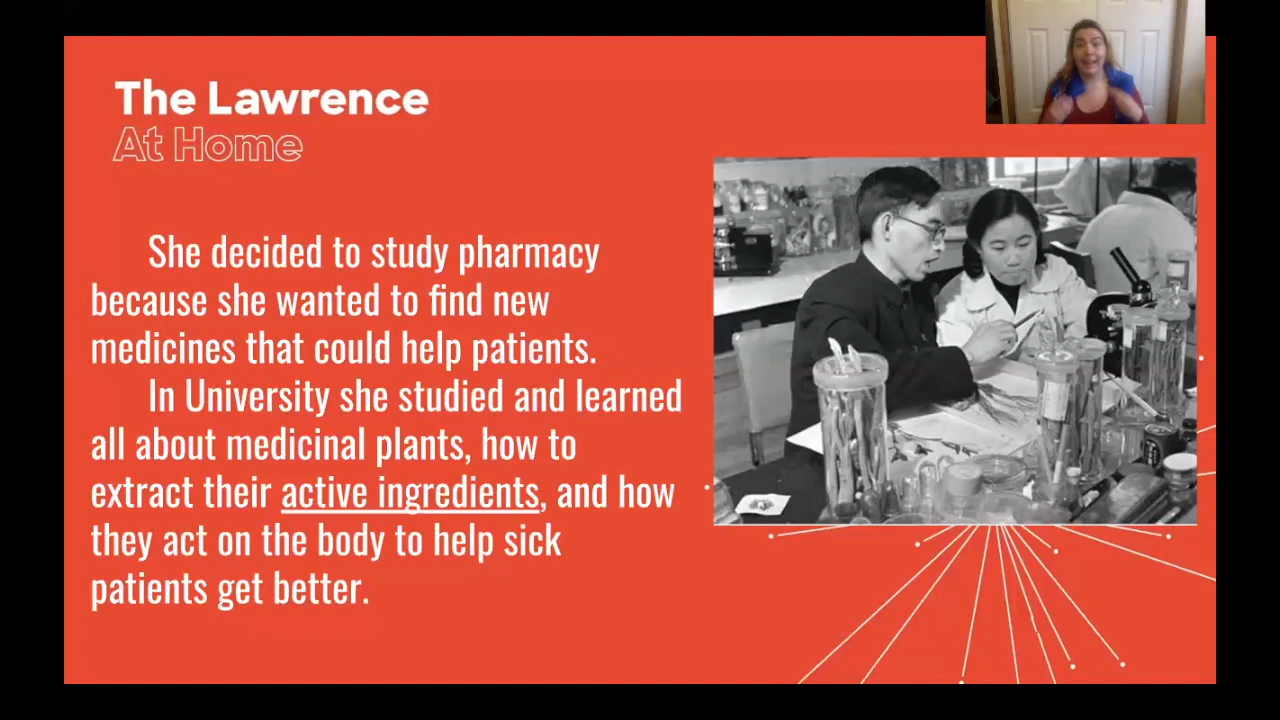 The Lawrence
At Home
She decided to study pharmacy
because she wanted to find new
medicines that could help patients.
In University she studied and learned
all about medicinal plants, how to
extract their active ingredients, and how
they act on the body to help sick
patients get better.